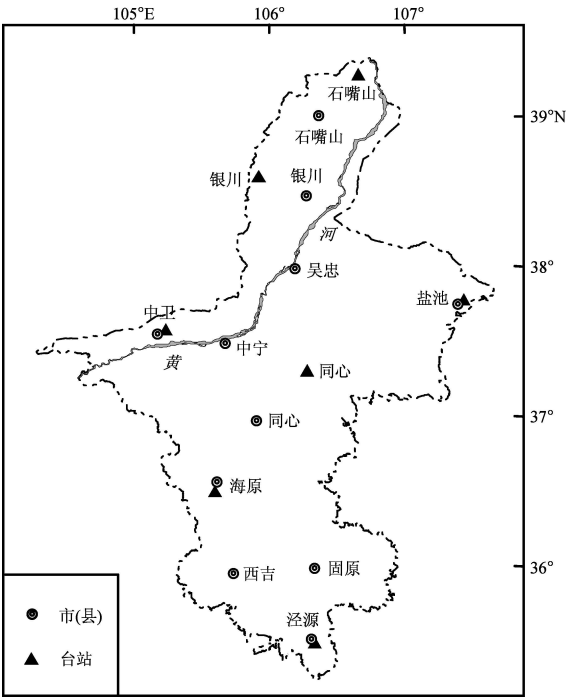 105°E 106° 107°
石嘴山
39°N
石嘴山
银川 银川
河
38°
吴忠
盐池
中卫
中宁
黄
同心
37°
同心
海原
36°
西吉 固原
市(县)
泾源
台站